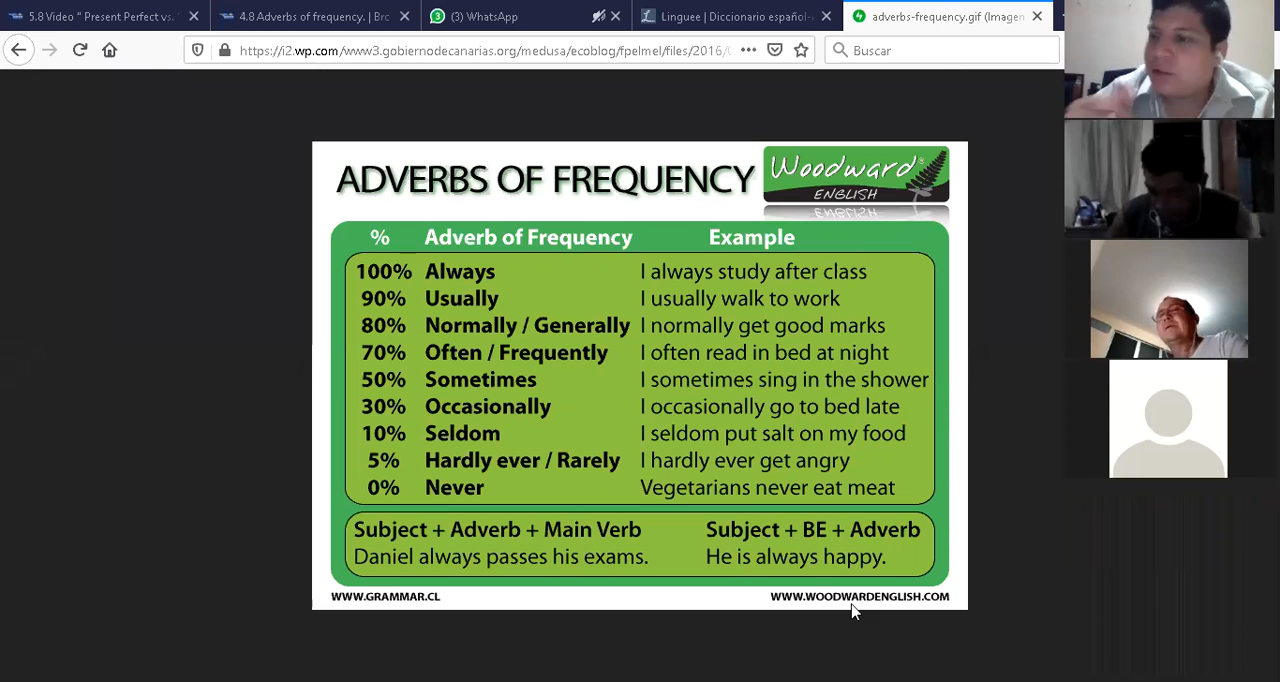 5.8 Video " Present Perfect vs.
4.8 Adverbs of frequency. | Bro
3 (3) WhatsApp
Linguee | Diccionario español-
adverbs-frequency.gif (Imagen
https://i2.wp.com/www3.gobiernodecanarias.org/medusa/ecoblog/fpelmel/files/2016/
Buscar
ADVERBS OF FREQUENCY
Woodward®
ENGLISH
% Adverb of Frequency Example
100% Always I always study after class
90% Usually I usually walk to work
80% Normally / Generally I normally get good marks
70% Often / Frequently I often read in bed at night
50% Sometimes I sometimes sing in the shower
30% Occasionally I occasionally go to bed late
10% Seldom I seldom put salt on my food
5% Hardly ever / Rarely I hardly ever get angry
0% Never Vegetarians never eat meat
Subject + Adverb + Main Verb Subject + BE + Adverb
Daniel always passes his exams. He is always happy.
WWW.GRAMMAR.CL WWW.WOODWARDENGLISH.COM